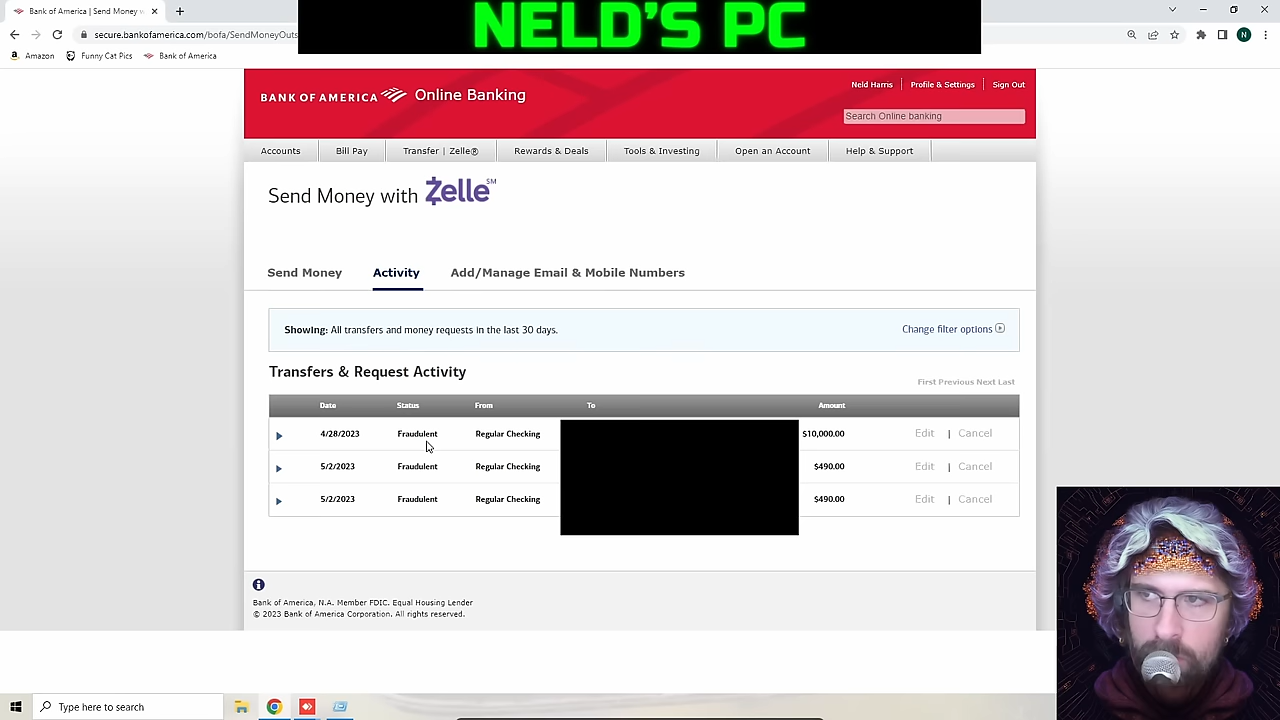 Bank of America | Send Money w
NELD'S PC
secure.bankofamerica.com/bofa/SendMoneyOuts
N
Amazon Funny Cat Pics Bank of America
BANK OF AMERICA Online Banking
Neld Harris Profile & Settings Sign Out
Search Online banking
Accounts Bill Pay Transfer | Zelle® Rewards & Deals Tools & Investing Open an Account Help & Support
Send Money with Zelle SM
Send Money Activity Add/Manage Email & Mobile Numbers
Showing: All transfers and money requests in the last 30 days. Change filter options
Transfers & Request Activity
First Previous Next Last
Date Status From To Amount
4/28/2023 Fraudulent Regular Checking $10,000.00 Edit | Cancel
5/2/2023 Fraudulent Regular Checking $490.00 Edit | Cancel
5/2/2023 Fraudulent Regular Checking $490.00 Edit | Cancel
Bank of America, N.A. Member FDIC. Equal Housing Lender
© 2023 Bank of America Corporation. All rights reserved.
Type here to search